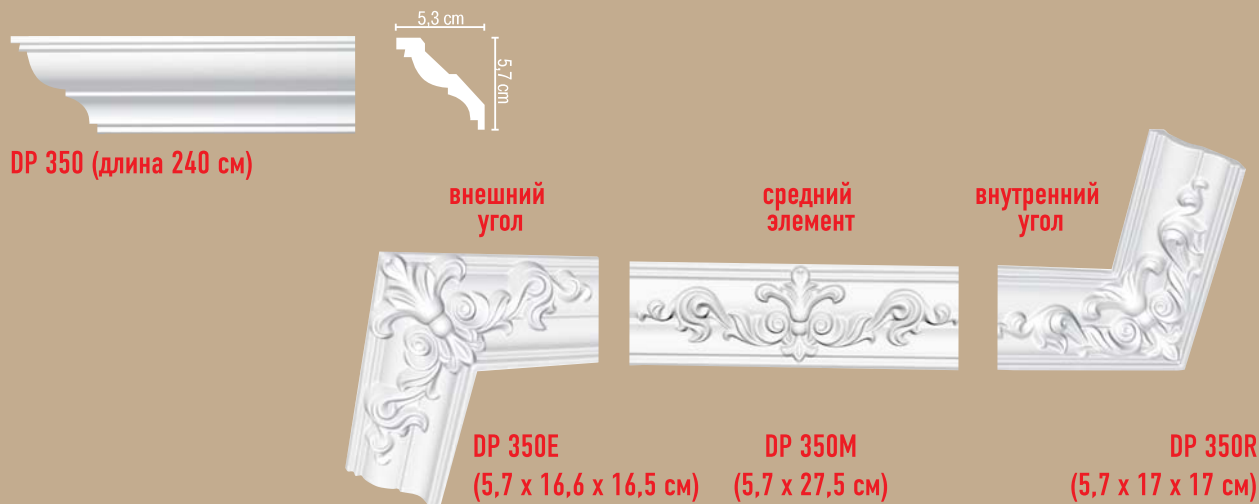 5,3 cm
5,7 cm
DP 350 (длина 240 см)
внешний
угол
средний
элемент
внутренний
угол
DP 350E
(5,7 x 16,6 x 16,5 см)
DP 350M
(5,7 x 27,5 см)
DP 350R
(5,7 x 17 x 17 см)